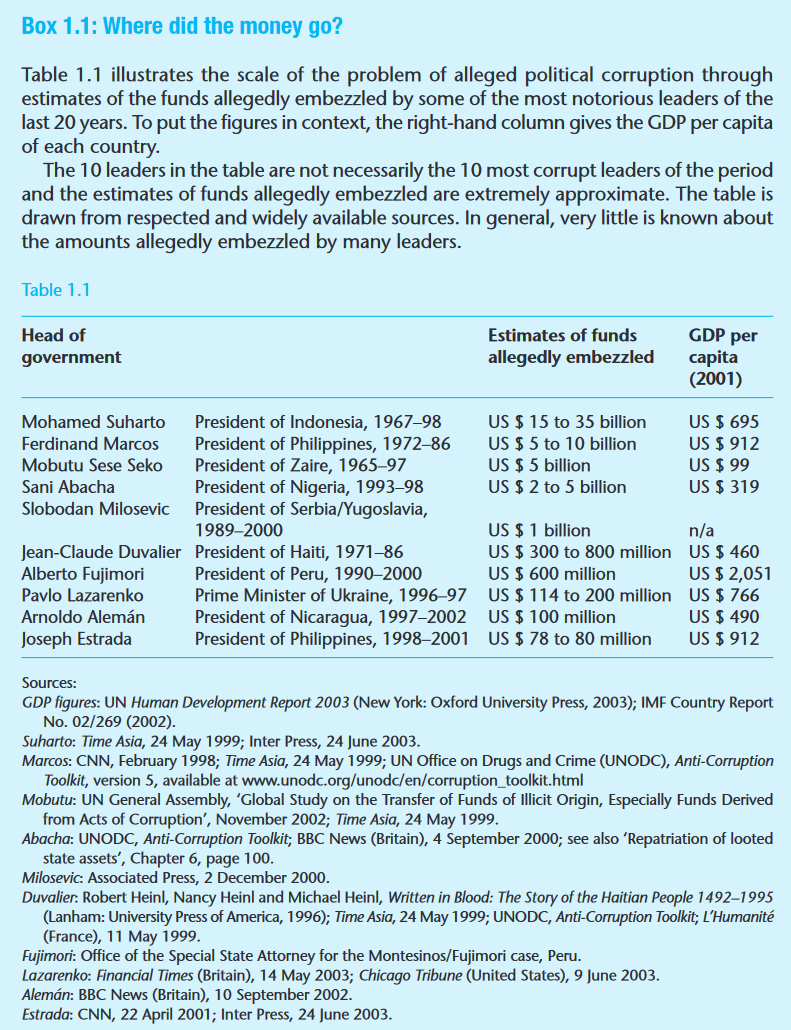 Box 1.1: Where did the money go?
Table 1.1 illustrates the scale of the problem of alleged political corruption through
estimates of the funds allegedly embezzled by some of the most notorious leaders of the
last 20 years. To put the figures in context, the right-hand column gives the GDP per capita
of each country.
The 10 leaders in the table are not necessarily the 10 most corrupt leaders of the period
and the estimates of funds allegedly embezzled are extremely approximate. The table is
drawn from respected and widely available sources. In general, very little is known about
the amounts allegedly embezzled by many leaders.
Table 1.1
Head of Estimates of funds GDP per
government allegedly embezzled capita
(2001)
Mohamed Suharto President of Indonesia, 1967–98 US $ 15 to 35 billion US $ 695
Ferdinand Marcos President of Philippines, 1972–86 US $ 5 to 10 billion US $ 912
Mobutu Sese Seko President of Zaire, 1965–97 US $ 5 billion US $ 99
Sani Abacha President of Nigeria, 1993–98 US $ 2 to 5 billion US $ 319
Slobodan Milosevic President of Serbia/Yugoslavia,
1989–2000 US $ 1 billion n/a
Jean-Claude Duvalier President of Haiti, 1971–86 US $ 300 to 800 million US $ 460
Alberto Fujimori President of Peru, 1990–2000 US $ 600 million US $ 2,051
Pavlo Lazarenko Prime Minister of Ukraine, 1996–97 US $ 114 to 200 million US $ 766
Arnoldo Alemán President of Nicaragua, 1997–2002 US $ 100 million US $ 490
Joseph Estrada President of Philippines, 1998–2001 US $ 78 to 80 million US $ 912
Sources:
GDP figures: UN Human Development Report 2003 (New York: Oxford University Press, 2003); IMF Country Report
No. 02/269 (2002).
Suharto: Time Asia, 24 May 1999; Inter Press, 24 June 2003.
Marcos: CNN, February 1998; Time Asia, 24 May 1999; UN Office on Drugs and Crime (UNODC), Anti-Corruption
Toolkit, version 5, available at www.unodc.org/unodc/en/corruption_toolkit.html
Mobutu: UN General Assembly, ‘Global Study on the Transfer of Funds of Illicit Origin, Especially Funds Derived
from Acts of Corruption’, November 2002; Time Asia, 24 May 1999.
Abacha: UNODC, Anti-Corruption Toolkit; BBC News (Britain), 4 September 2000; see also ‘Repatriation of looted
state assets’, Chapter 6, page 100.
Milosevic: Associated Press, 2 December 2000.
Duvalier: Robert Heinl, Nancy Heinl and Michael Heinl, Written in Blood: The Story of the Haitian People 1492–1995
(Lanham: University Press of America, 1996); Time Asia, 24 May 1999; UNODC, Anti-Corruption Toolkit; L’Humanité
(France), 11 May 1999.
Fujimori: Office of the Special State Attorney for the Montesinos/Fujimori case, Peru.
Lazarenko: Financial Times (Britain), 14 May 2003; Chicago Tribune (United States), 9 June 2003.
Alemán: BBC News (Britain), 10 September 2002.
Estrada: CNN, 22 April 2001; Inter Press, 24 June 2003.